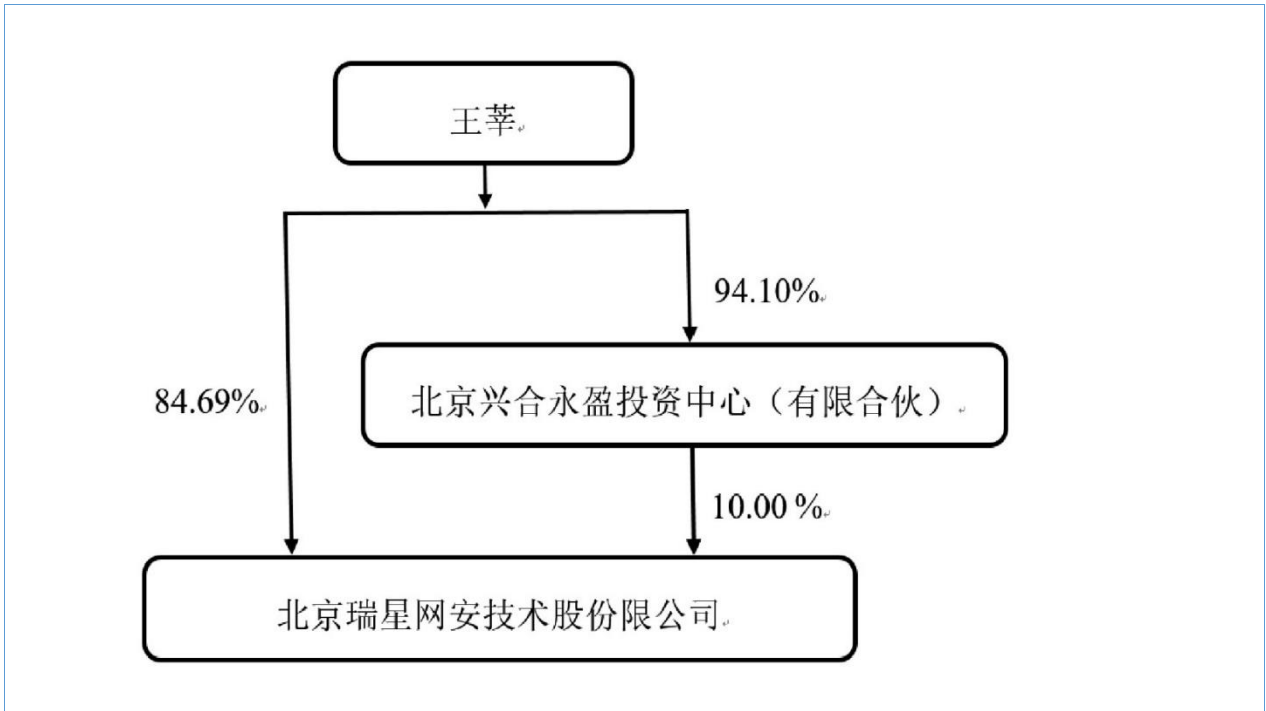 王莘
94.10%
84.69%
北京兴合永盈投资中心（有限合伙）
10.00 %
北京瑞星网安技术股份限公司